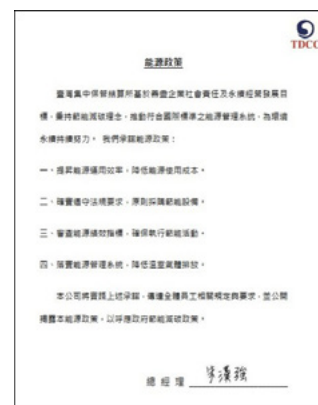 TDCC
能源政策
臺灣集中保管結算所基於善盡企業社會責任及永續經營發展目
標，秉持節能減碳理念，推動符合國際標準之能源管理系統，為環境
永續持續努力。我們承諾能源政策：
一、提昇能源運用效率，降低能源使用成本。
二、確實遵守法規要求，原則採購節能設備。
三、審查能源績效指標，確保執行節能活動。
四、落實能源管理系統，降低溫室氣體排放。
本公司將實踐上述承諾，傳達全體員工相關規定與要求，並公開
揭露本能源政策，以呼應政府節能減碳政策。
總經理